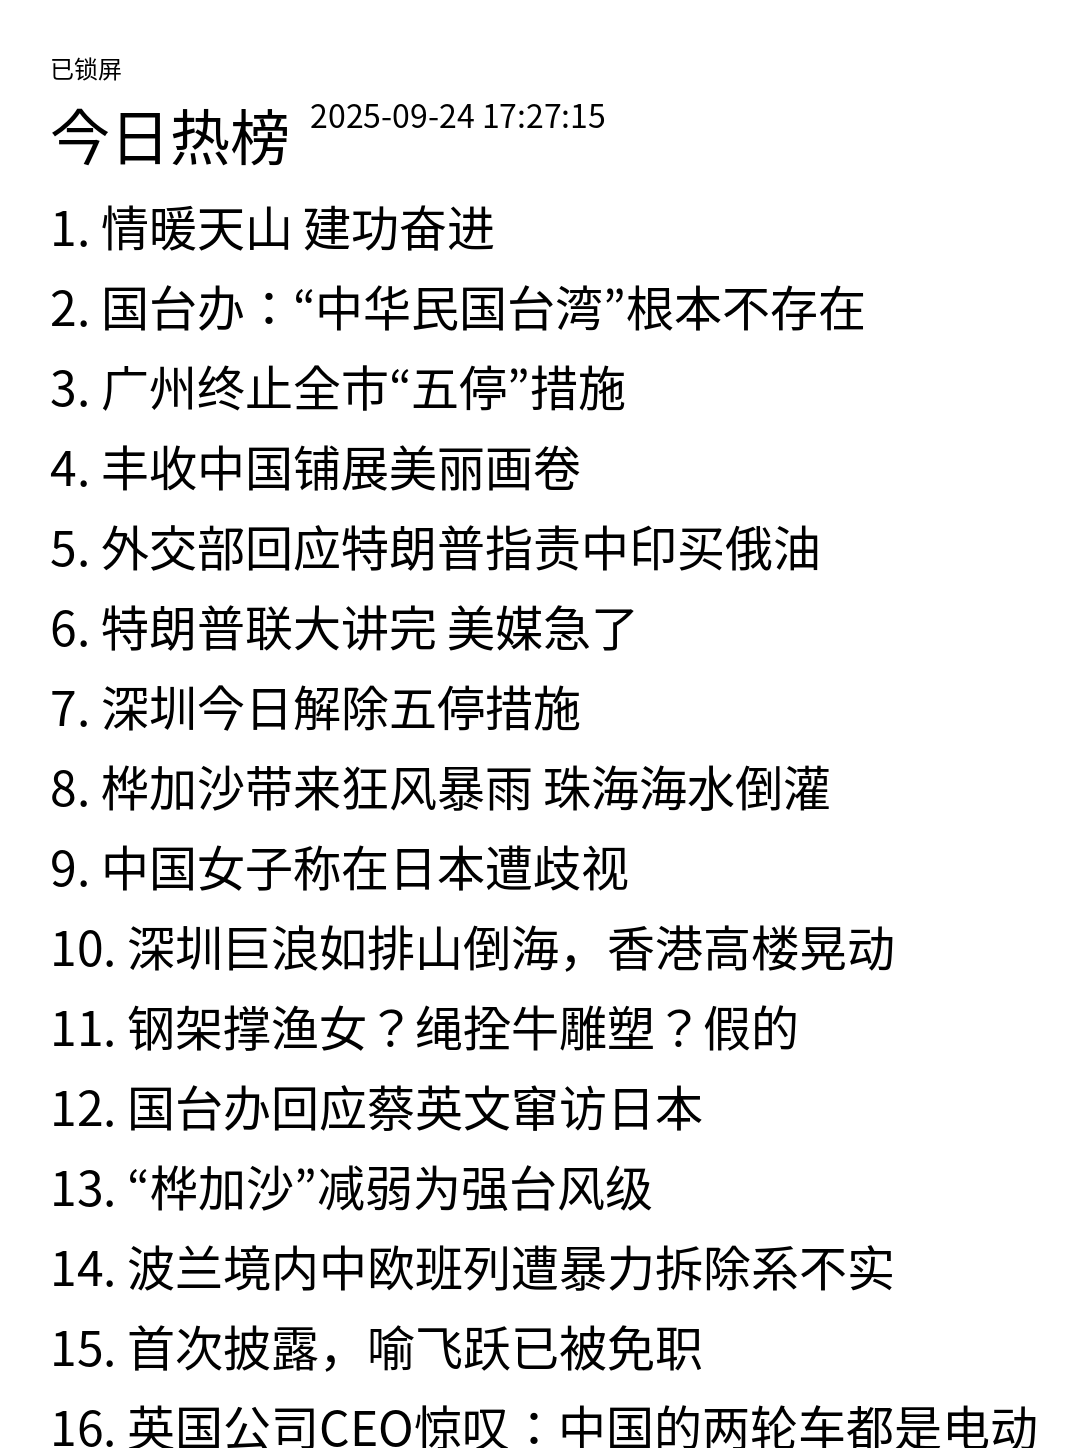 已锁屏
今日热榜 2025-09-24 17:27:15
1. 情暖天山 建功奋进
2. 国台办：“中华民国台湾”根本不存在
3. 广州终止全市“五停”措施
4. 丰收中国铺展美丽画卷
5. 外交部回应特朗普指责中印买俄油
6. 特朗普联大讲完 美媒急了
7. 深圳今日解除五停措施
8. 桦加沙带来狂风暴雨 珠海海水倒灌
9. 中国女子称在日本遭歧视
10. 深圳巨浪如排山倒海，香港高楼晃动
11. 钢架撑渔女？绳拴牛雕塑？假的
12. 国台办回应蔡英文窜访日本
13. “桦加沙”减弱为强台风级
14. 波兰境内中欧班列遭暴力拆除系不实
15. 首次披露，喻飞跃已被免职
16. 英国公司CEO惊叹：中国的两轮车都是电动